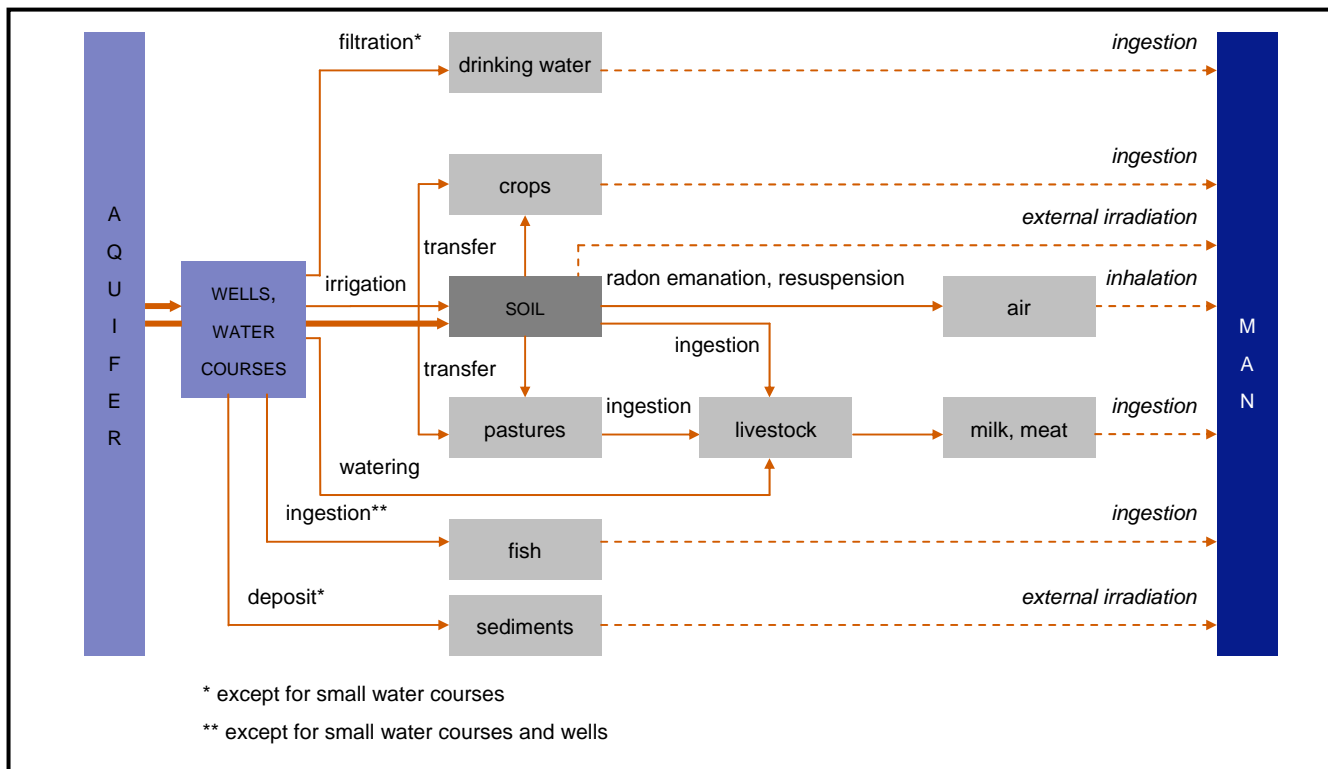 filtration*
ingestion
drinking water
ingestion
crops
external irradiation
transfer
irrigation
radon emanation, resuspension
inhalation
AQUIFER
WELLS,
WATER
COURSES
SOIL
air
MAN
ingestion
transfer
ingestion
ingestion
pastures
livestock
milk, meat
watering
ingestion**
ingestion
fish
deposit*
external irradiation
sediments
* except for small water courses
** except for small water courses and wells